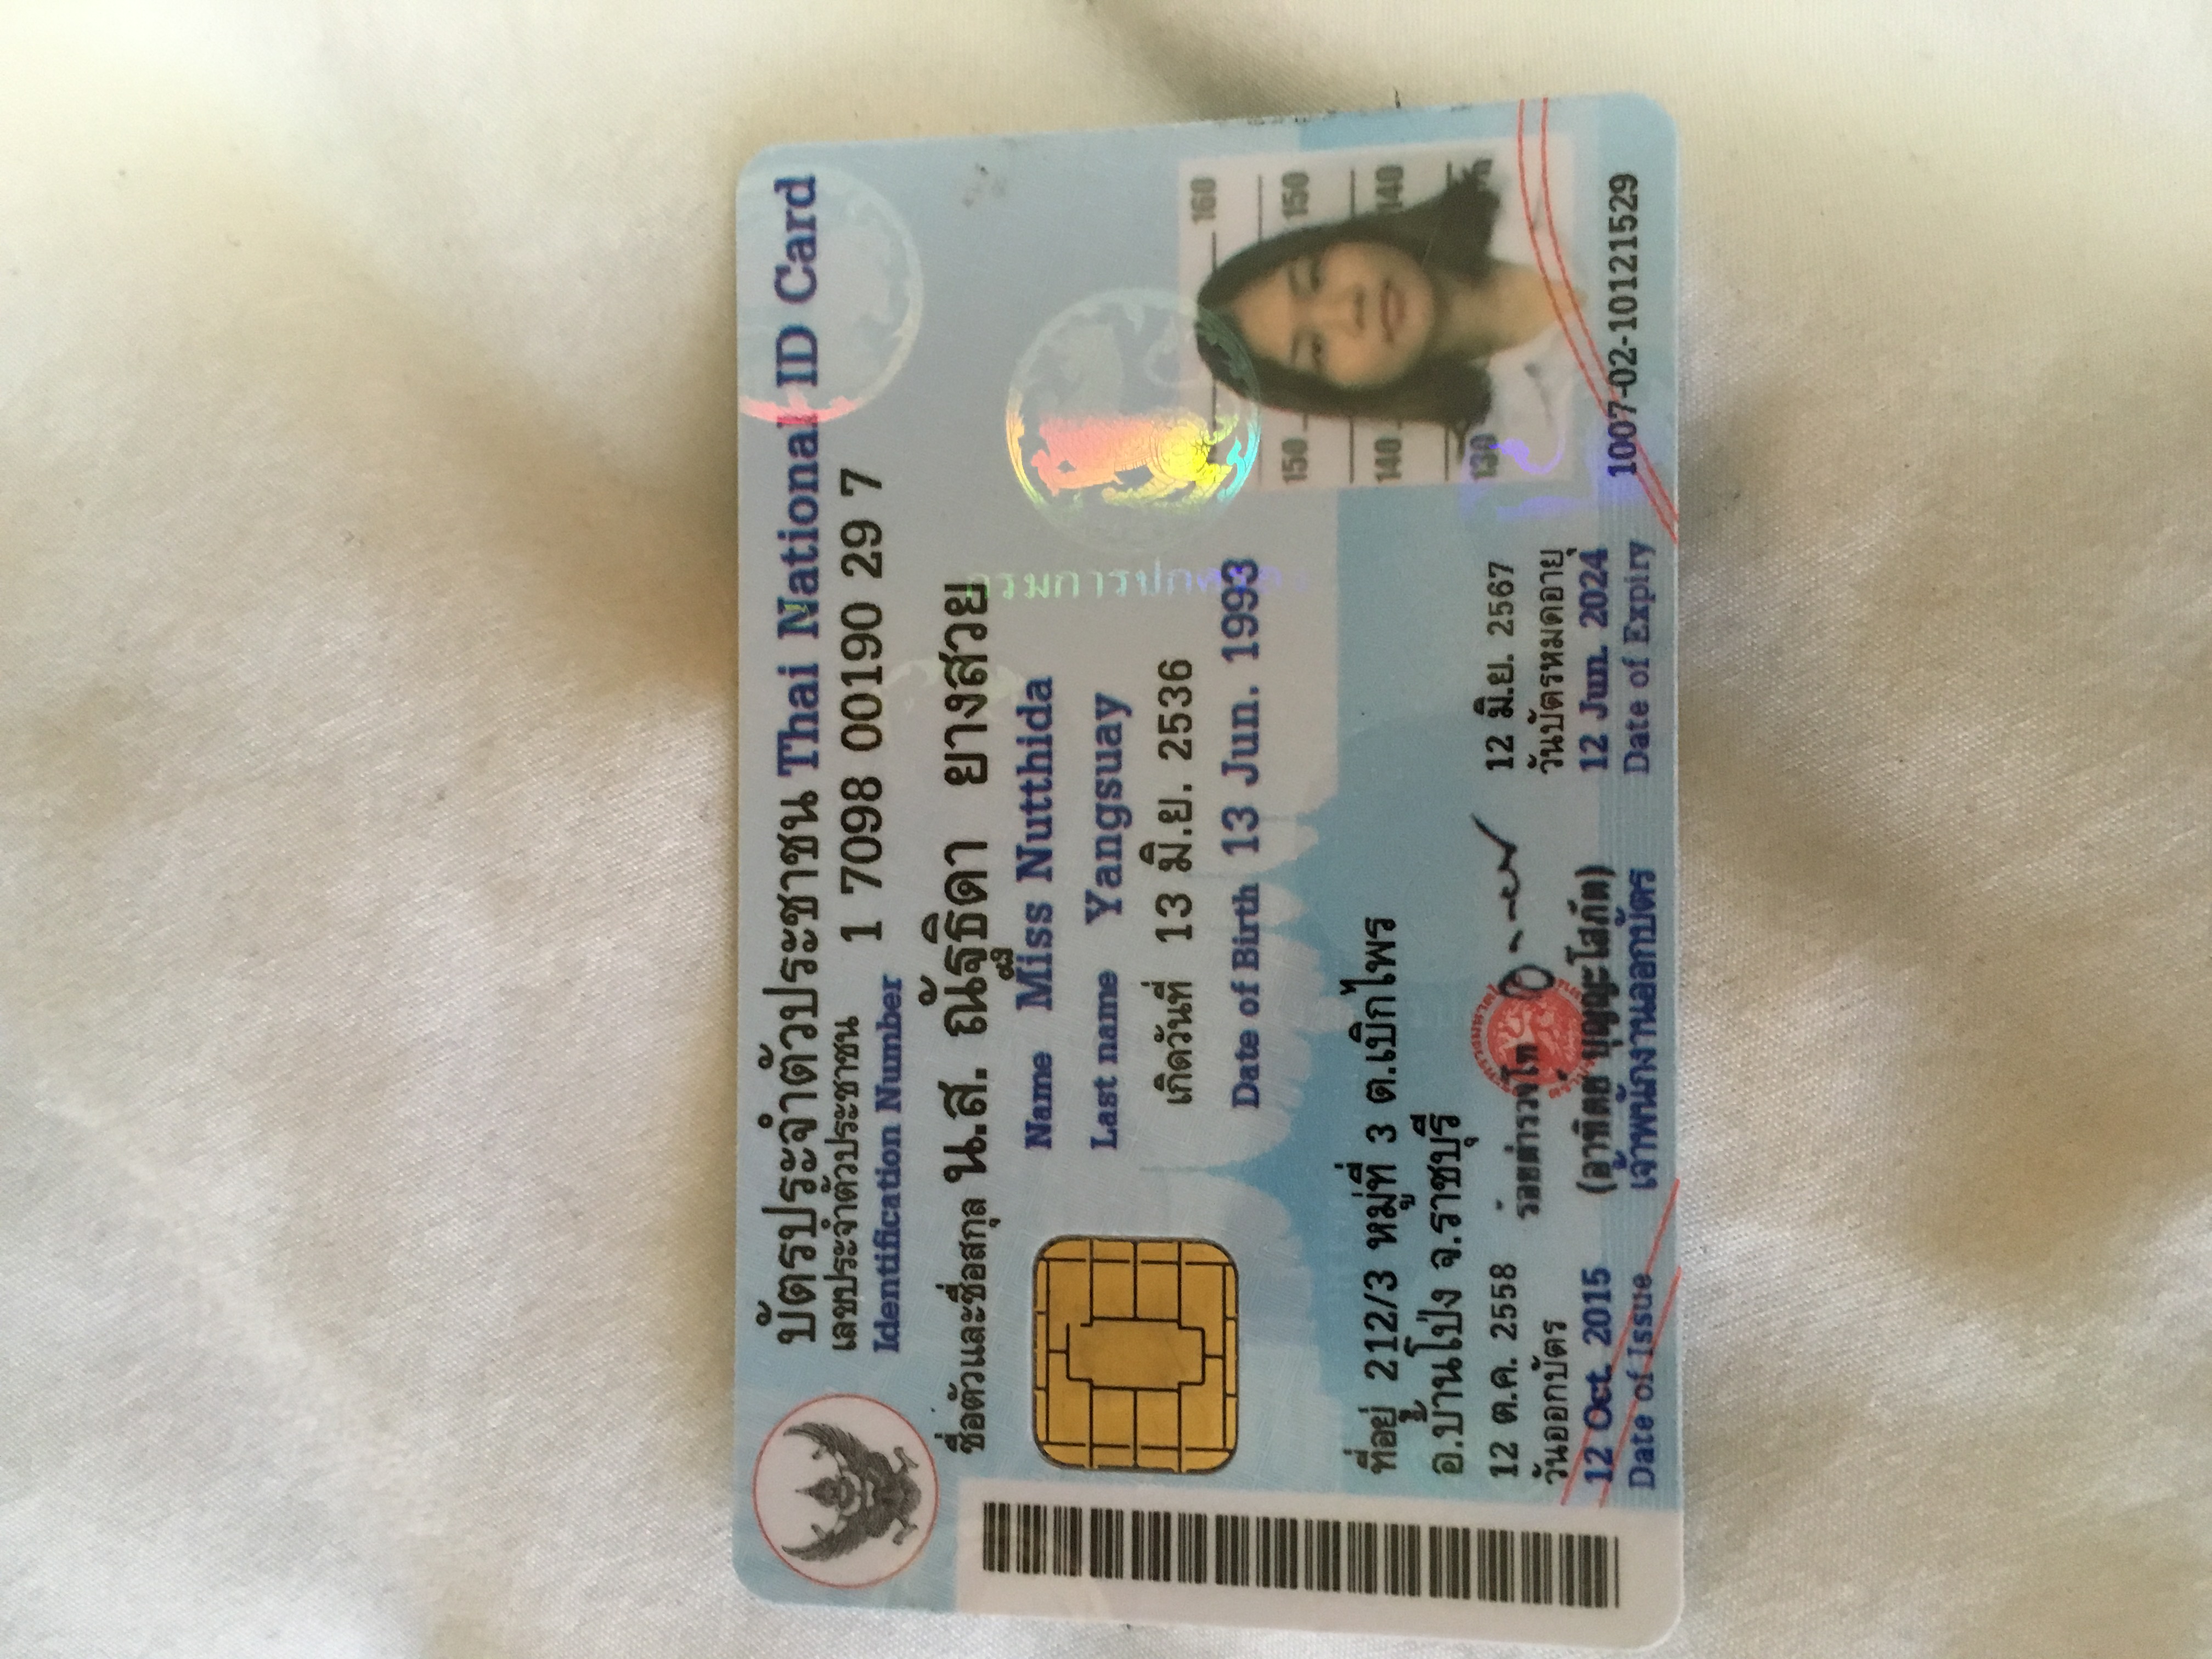 บัตรประจำตัวประชาชน Thai National ID Card
เลขประจำตัวประชาชน
Identification Number 1 7098 00190 29 7
ชื่อตัวและชื่อสกุล น.ส. ณัฐธิดา ยางสวย
Name Miss Nutthida
Last name Yangsuay
เกิดวันที่ 13 มิ.ย. 2536
Date of Birth 13 Jun. 1993
160
150 150
140 140
130
ที่อยู่ 212/3 หมู่ที่ 3 ต.เบิกไพร
อ.บ้านโป่ง จ.ราชบุรี
12 ต.ค. 2558
วันออกบัตร
12 Oct. 2015
Date of Issue
ร้อยตำรวจโท
(อาทิตย์ บุญญะโสภัต)
เจ้าพนักงานออกบัตร
12 มิ.ย. 2567
วันบัตรหมดอายุ
12 Jun. 2024
Date of Expiry
1007-02-10121529